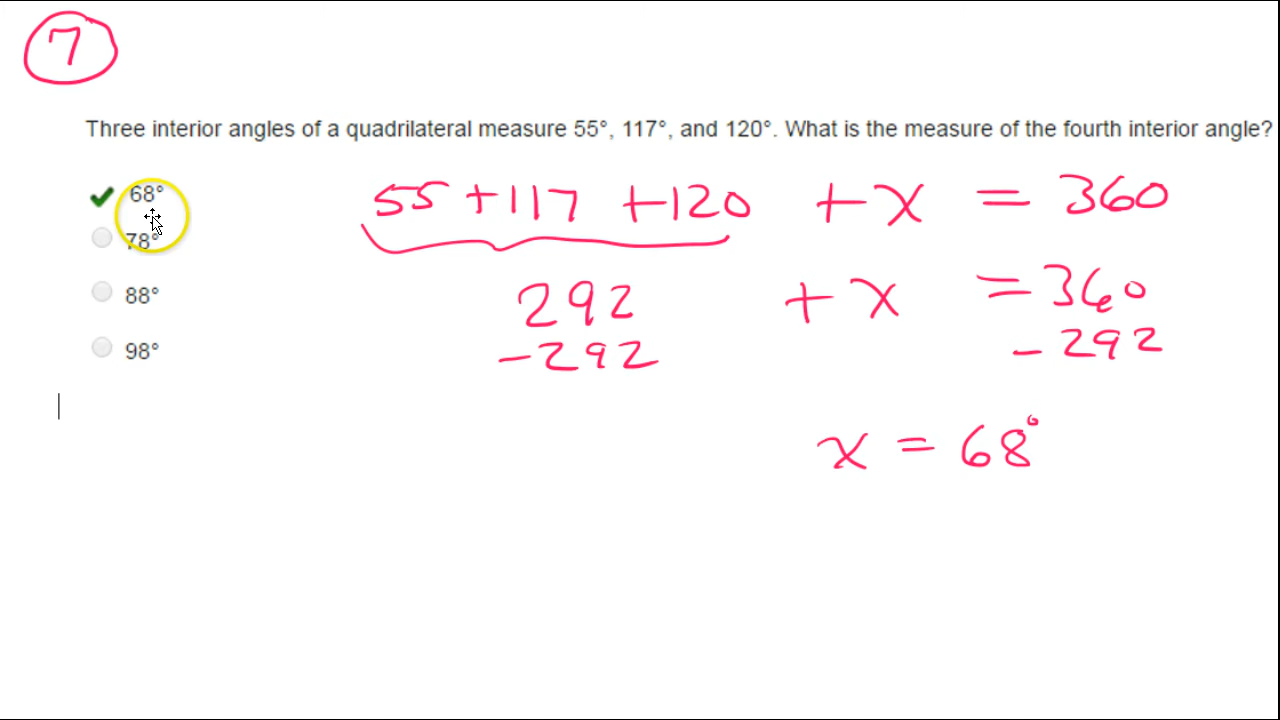 7
Three interior angles of a quadrilateral measure 55°, 117°, and 120°. What is the measure of the fourth interior angle?
68°
78°
88°
98°
55 + 117 + 120 + x = 360
292 + x = 360
-292 -292
x = 68°